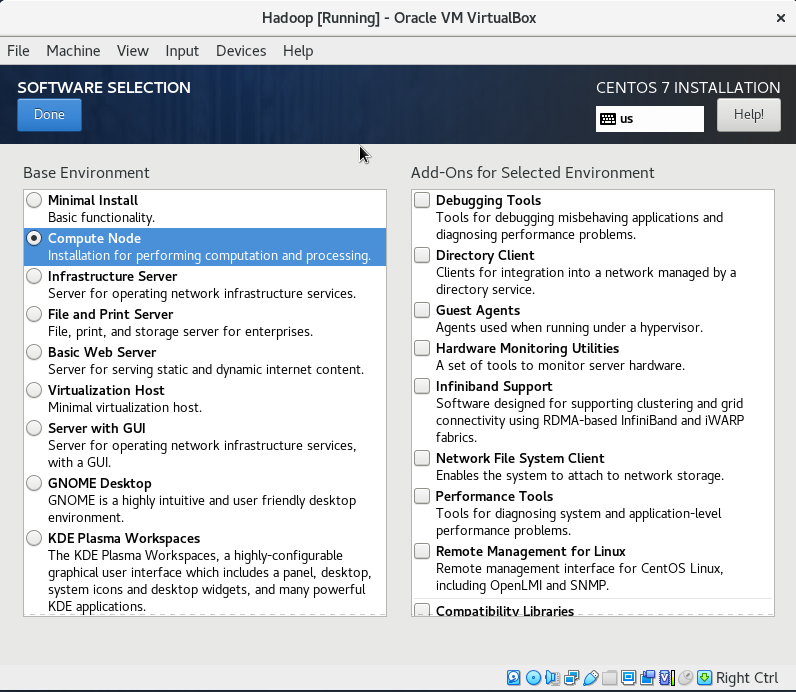 Hadoop [Running] - Oracle VM VirtualBox
File Machine View Input Devices Help
SOFTWARE SELECTION
CENTOS 7 INSTALLATION
Done
us
Help!
Base Environment
Minimal Install
Basic functionality.
Compute Node
Installation for performing computation and processing.
Infrastructure Server
Server for operating network infrastructure services.
File and Print Server
File, print, and storage server for enterprises.
Basic Web Server
Server for serving static and dynamic internet content.
Virtualization Host
Minimal virtualization host.
Server with GUI
Server for operating network infrastructure services,
with a GUI.
GNOME Desktop
GNOME is a highly intuitive and user friendly desktop
environment.
KDE Plasma Workspaces
The KDE Plasma Workspaces, a highly-configurable
graphical user interface which includes a panel, desktop,
system icons and desktop widgets, and many powerful
KDE applications.
Add-Ons for Selected Environment
Debugging Tools
Tools for debugging misbehaving applications and
diagnosing performance problems.
Directory Client
Clients for integration into a network managed by a
directory service.
Guest Agents
Agents used when running under a hypervisor.
Hardware Monitoring Utilities
A set of tools to monitor server hardware.
Infiniband Support
Software designed for supporting clustering and grid
connectivity using RDMA-based InfiniBand and iWARP
fabrics.
Network File System Client
Enables the system to attach to network storage.
Performance Tools
Tools for diagnosing system and application-level
performance problems.
Remote Management for Linux
Remote management interface for CentOS Linux,
including OpenLMI and SNMP.
Compatibility Libraries
Right Ctrl